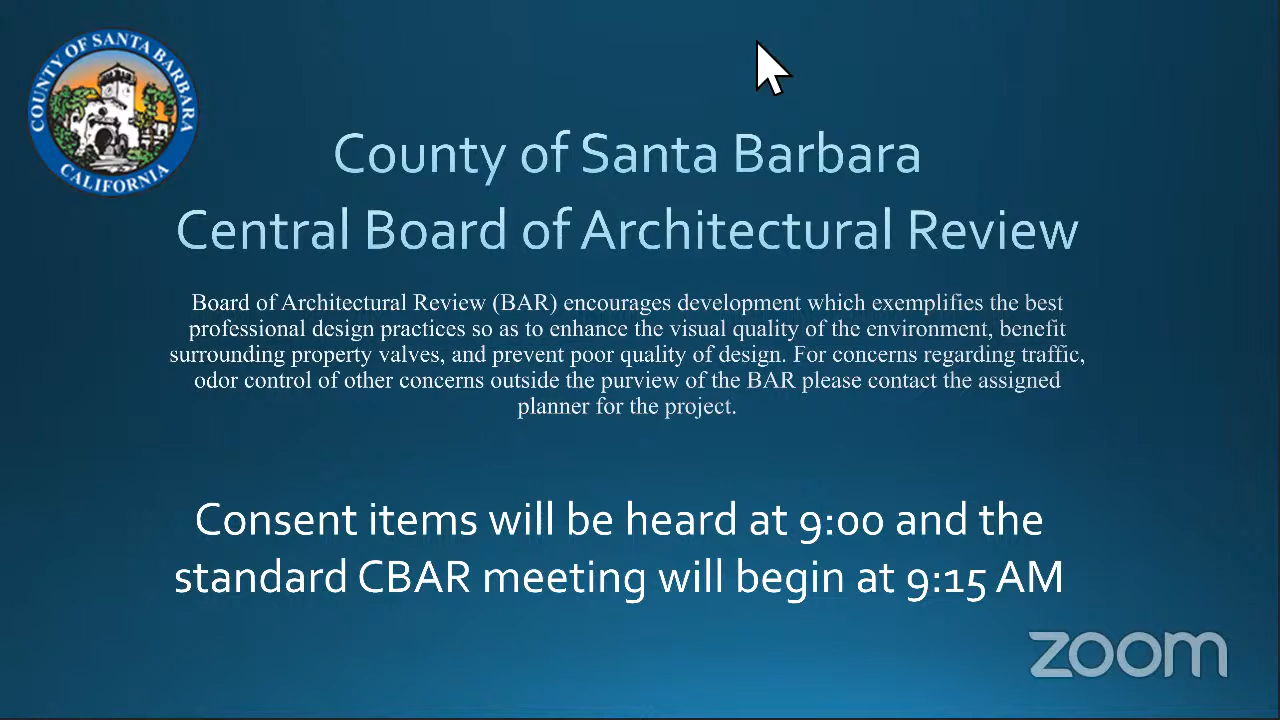 COUNTY OF SANTA BARBARA
CALIFORNIA
County of Santa Barbara
Central Board of Architectural Review
Board of Architectural Review (BAR) encourages development which exemplifies the best
professional design practices so as to enhance the visual quality of the environment, benefit
surrounding property valves, and prevent poor quality of design. For concerns regarding traffic,
odor control of other concerns outside the purview of the BAR please contact the assigned
planner for the project.
Consent items will be heard at 9:00 and the
standard CBAR meeting will begin at 9:15 AM
zoom